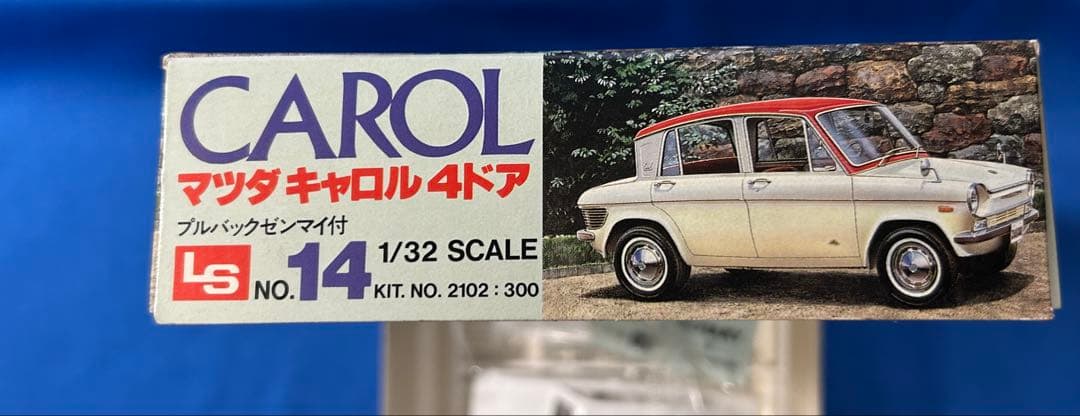 CAROL
マツダ キャロル 4ドア
プルバックゼンマイ付
LS NO. 14 1/32 SCALE
KIT. NO. 2102 : 300